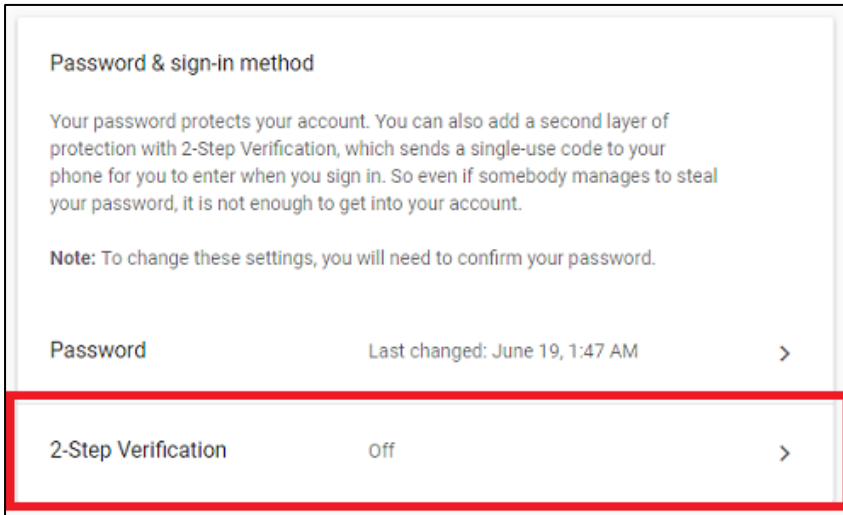 Password & sign-in method
Your password protects your account. You can also add a second layer of
protection with 2-Step Verification, which sends a single-use code to your
phone for you to enter when you sign in. So even if somebody manages to steal
your password, it is not enough to get into your account.
Note: To change these settings, you will need to confirm your password.
Password Last changed: June 19, 1:47 AM
2-Step Verification Off